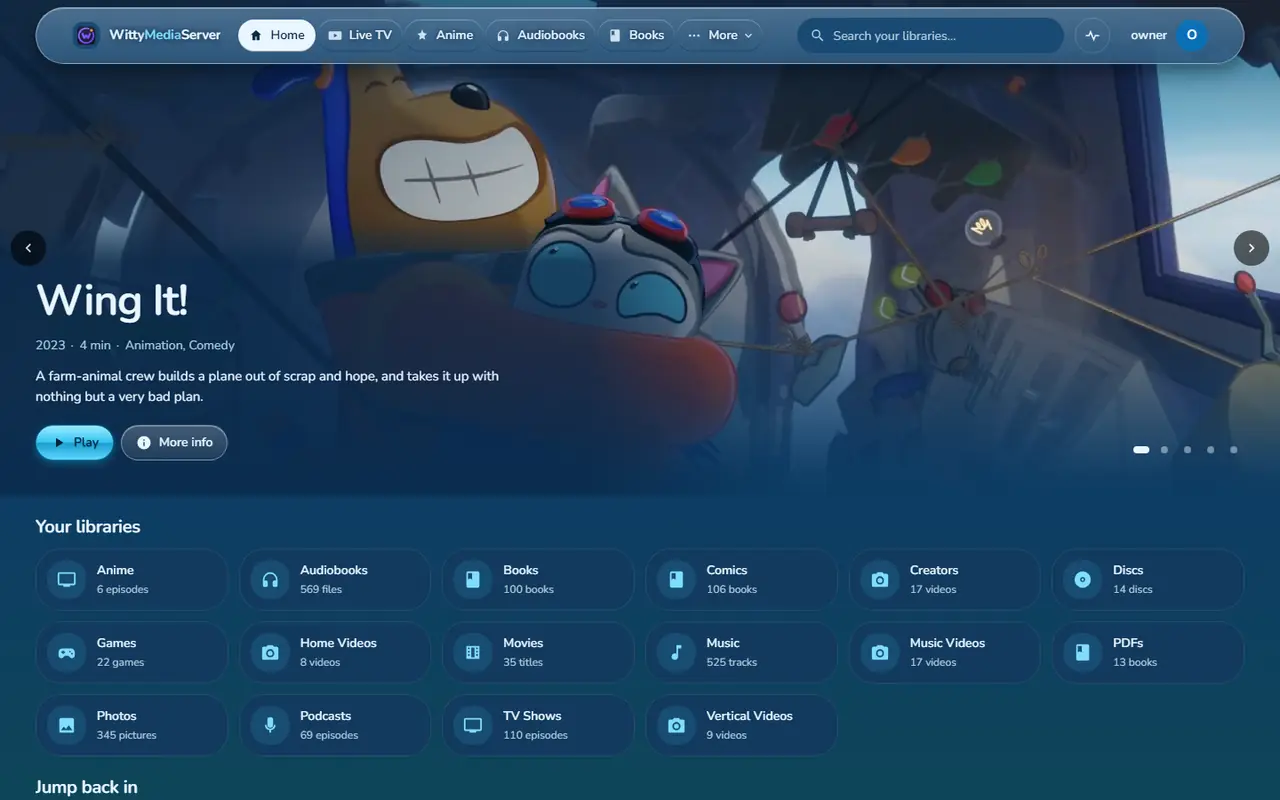 WittyMediaServer
Home
Live TV
Anime
Audiobooks
Books
More
Search your libraries...
owner
O
Wing It!
2023 · 4 min · Animation, Comedy
A farm-animal crew builds a plane out of scrap and hope, and takes it up with
nothing but a very bad plan.
Play
More info
Your libraries
Anime
6 episodes
Audiobooks
569 files
Books
100 books
Comics
106 books
Creators
17 videos
Discs
14 discs
Games
22 games
Home Videos
8 videos
Movies
35 titles
Music
525 tracks
Music Videos
17 videos
PDFs
13 books
Photos
345 pictures
Podcasts
69 episodes
TV Shows
110 episodes
Vertical Videos
9 videos
Jump back in